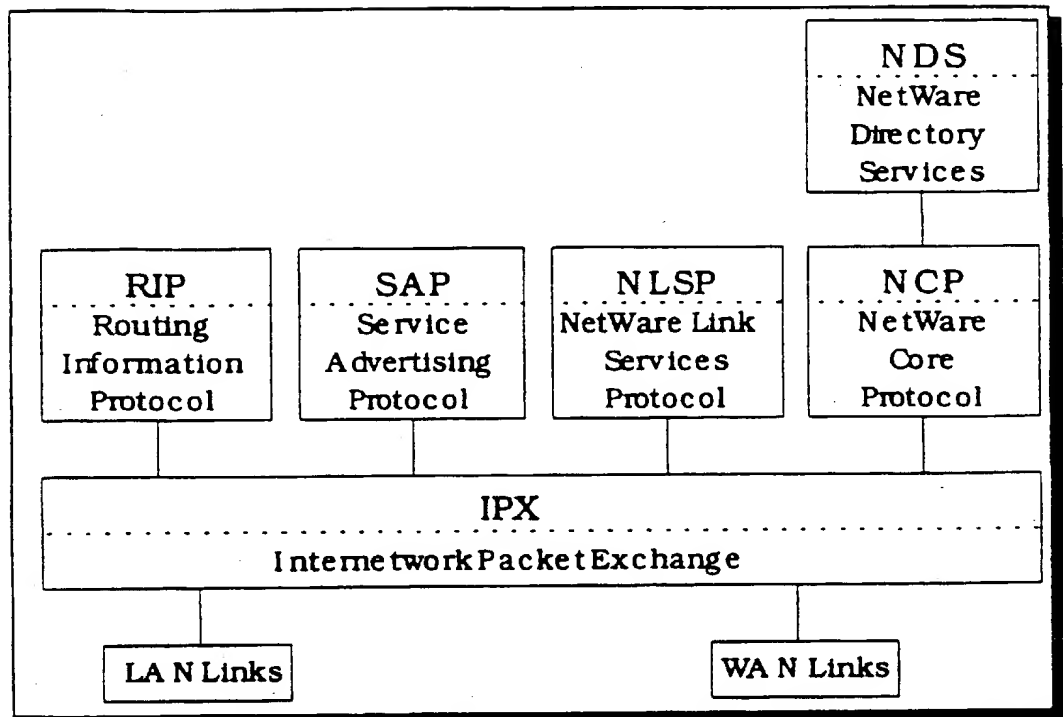 NDS
NetWare
Directory
Services
RIP
Routing
Information
Protocol
SAP
Service
Advertising
Protocol
NLSP
NetWare Link
Services
Protocol
NCP
NetWare
Core
Protocol
IPX
Internetwork Packet Exchange
LAN Links
WAN Links